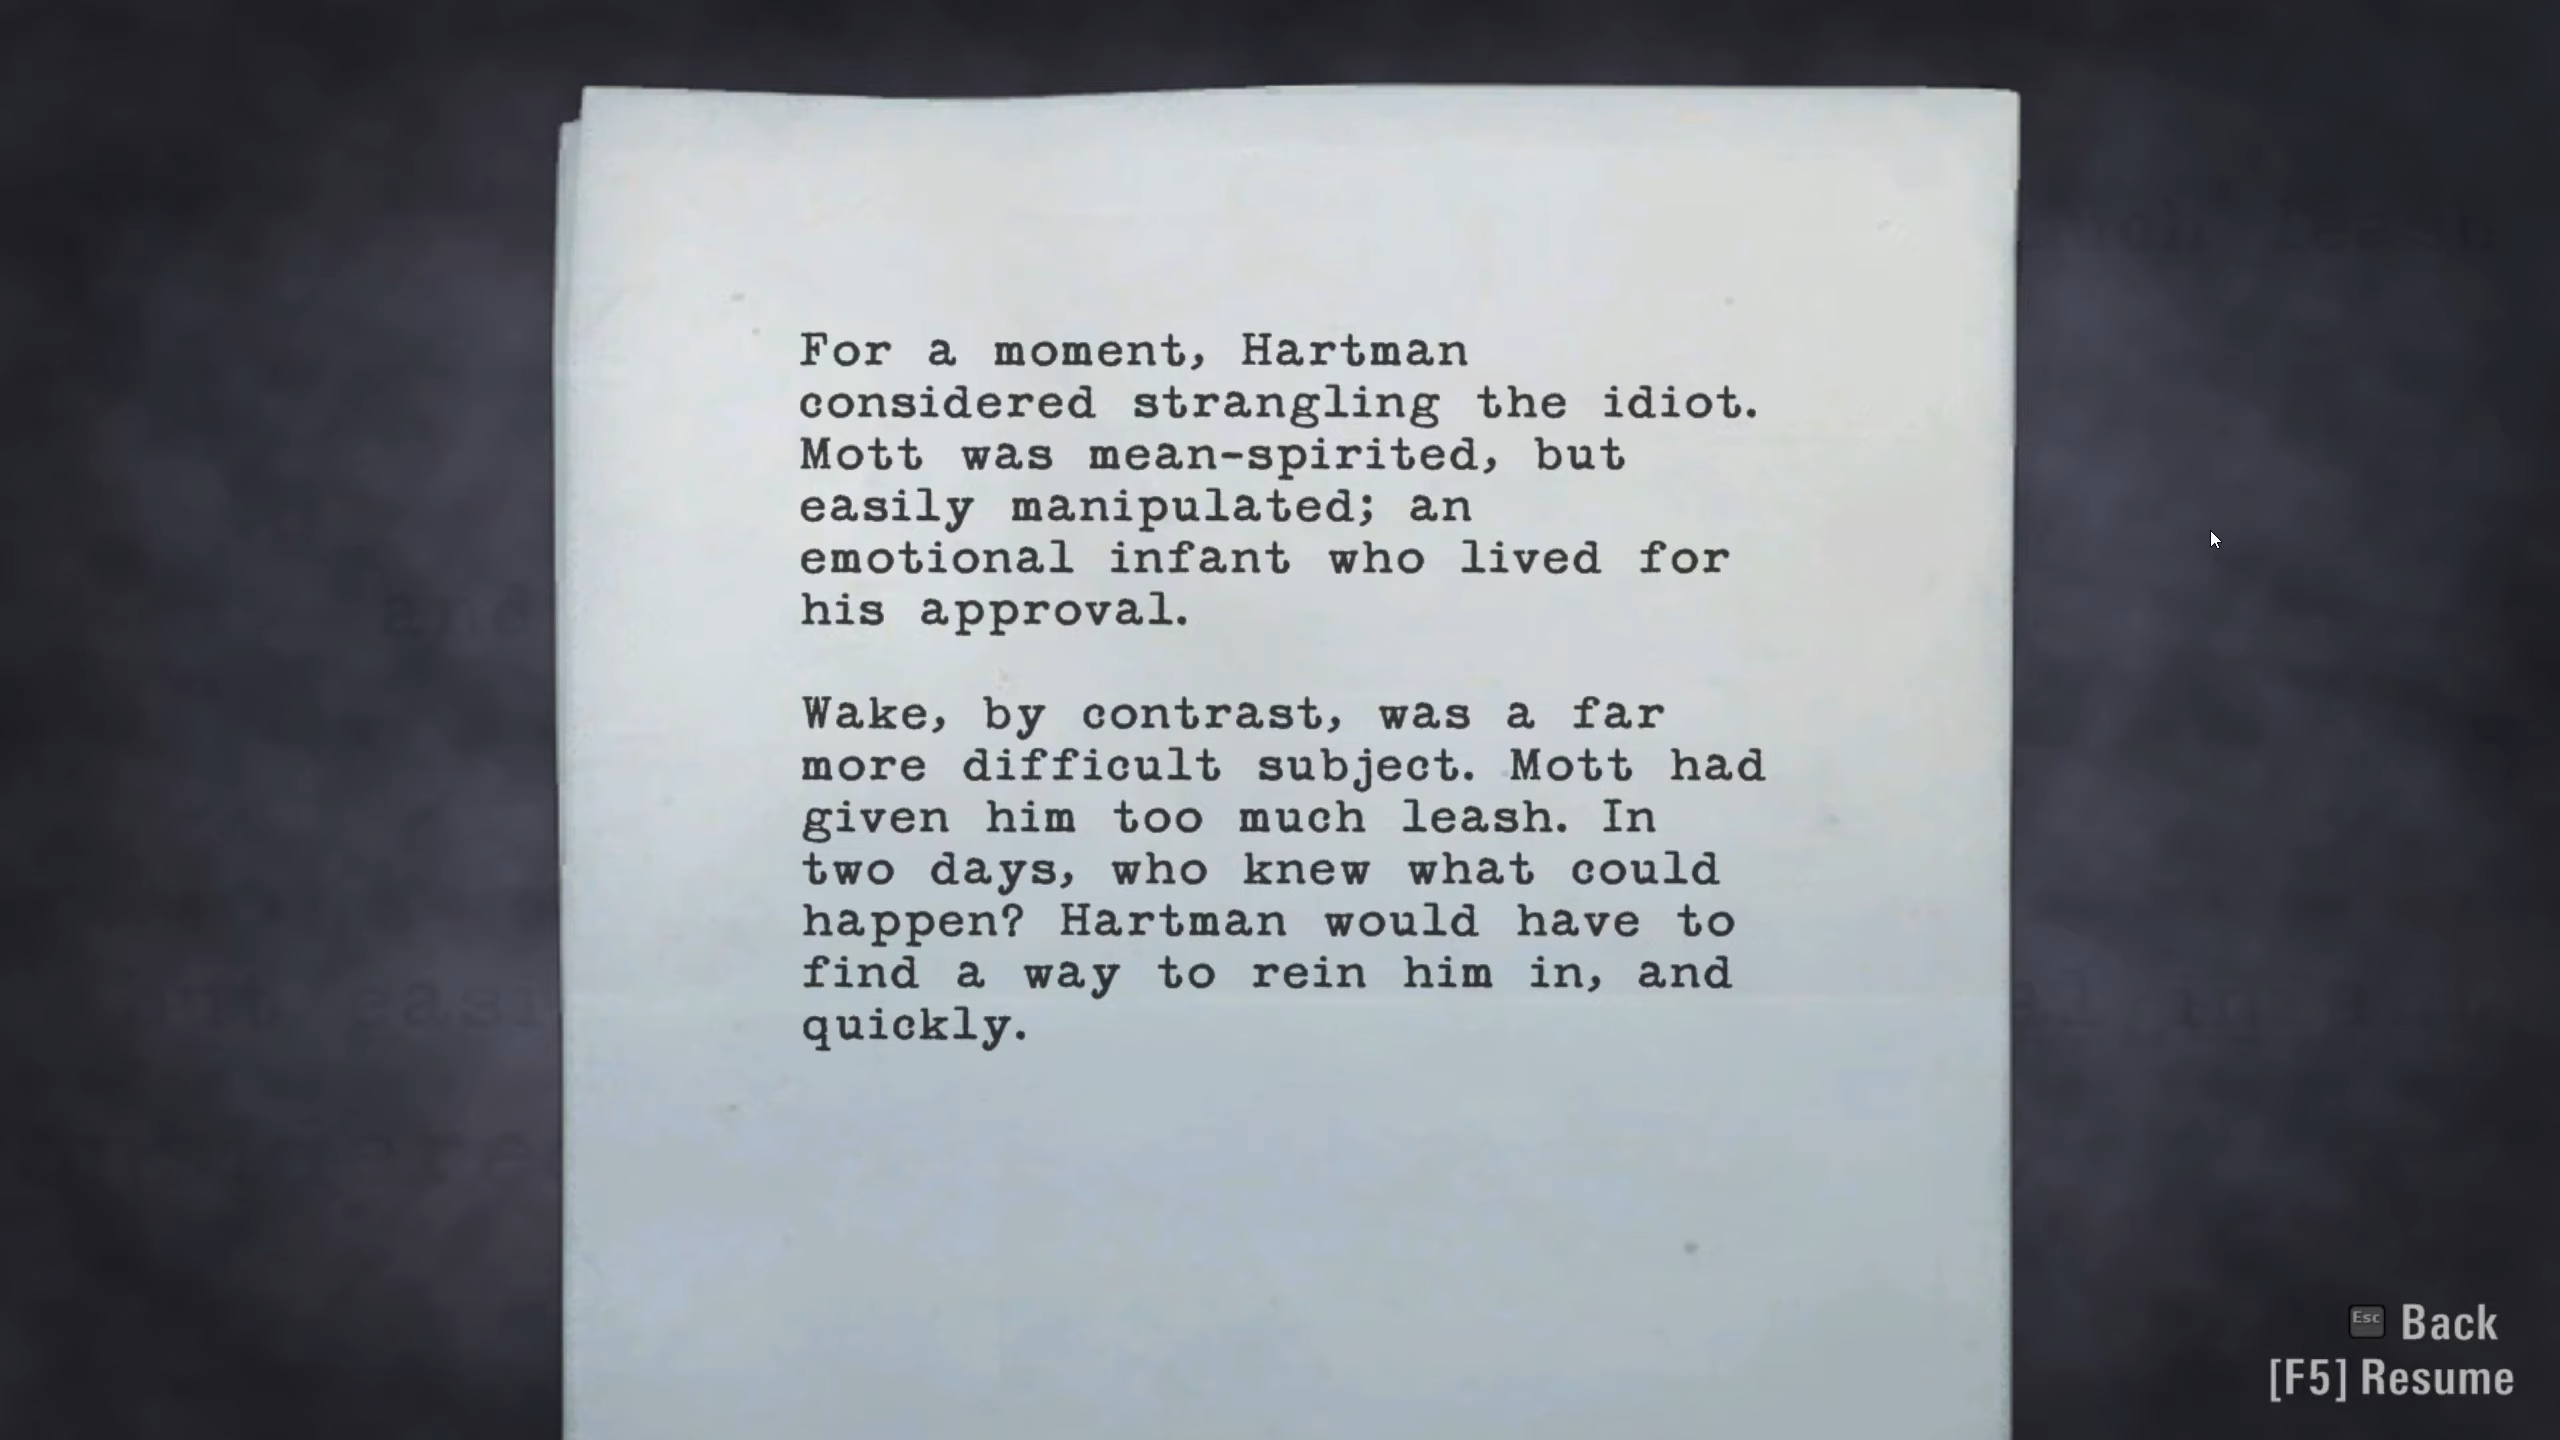 For a moment, Hartman
considered strangling the idiot.
Mott was mean-spirited, but
easily manipulated; an
emotional infant who lived for
his approval.
Wake, by contrast, was a far
more difficult subject. Mott had
given him too much leash. In
two days, who knew what could
happen? Hartman would have to
find a way to rein him in, and
quickly.
Esc Back
[F5] Resume